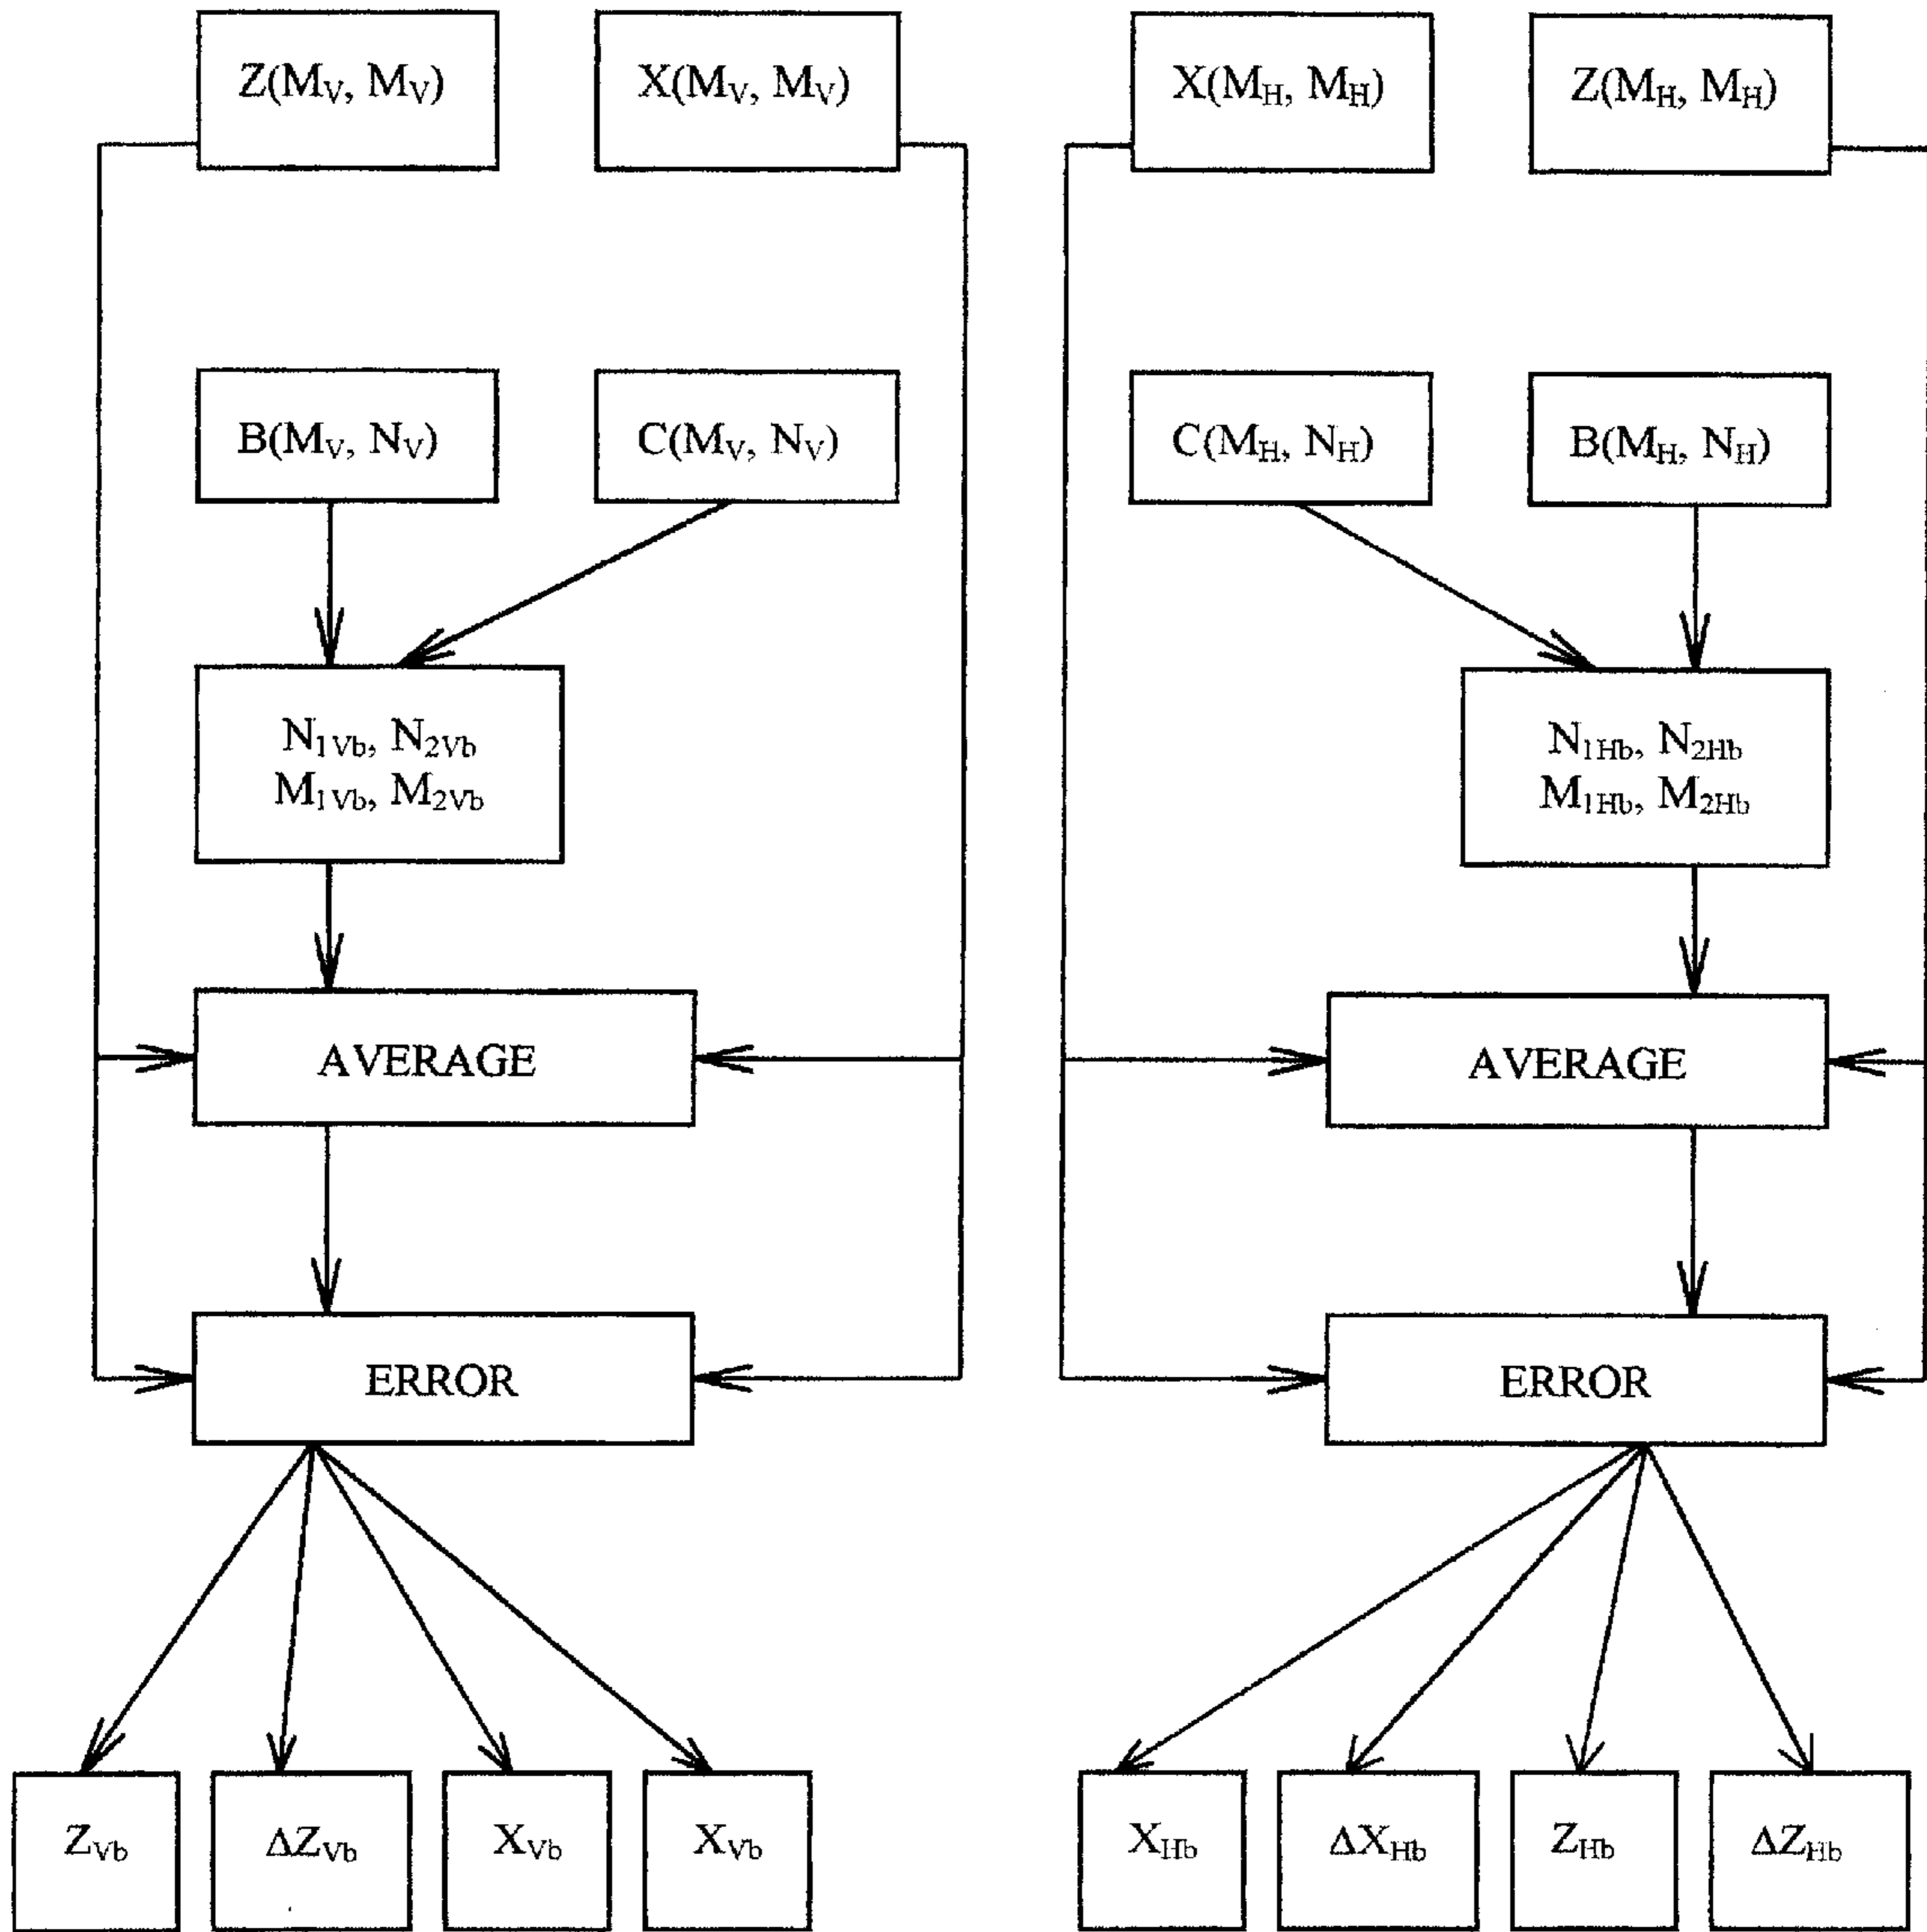 Z(M_V, M_V)
X(M_V, M_V)
X(M_H, M_H)
Z(M_H, M_H)
B(M_V, N_V)
C(M_V, N_V)
C(M_H, N_H)
B(M_H, N_H)
N_1Vb, N_2Vb
M_1Vb, M_2Vb
N_1Hb, N_2Hb
M_1Hb, M_2Hb
AVERAGE
AVERAGE
ERROR
ERROR
Z_Vb
ΔZ_Vb
X_Vb
X_Vb
X_Hb
ΔX_Hb
Z_Hb
ΔZ_Hb